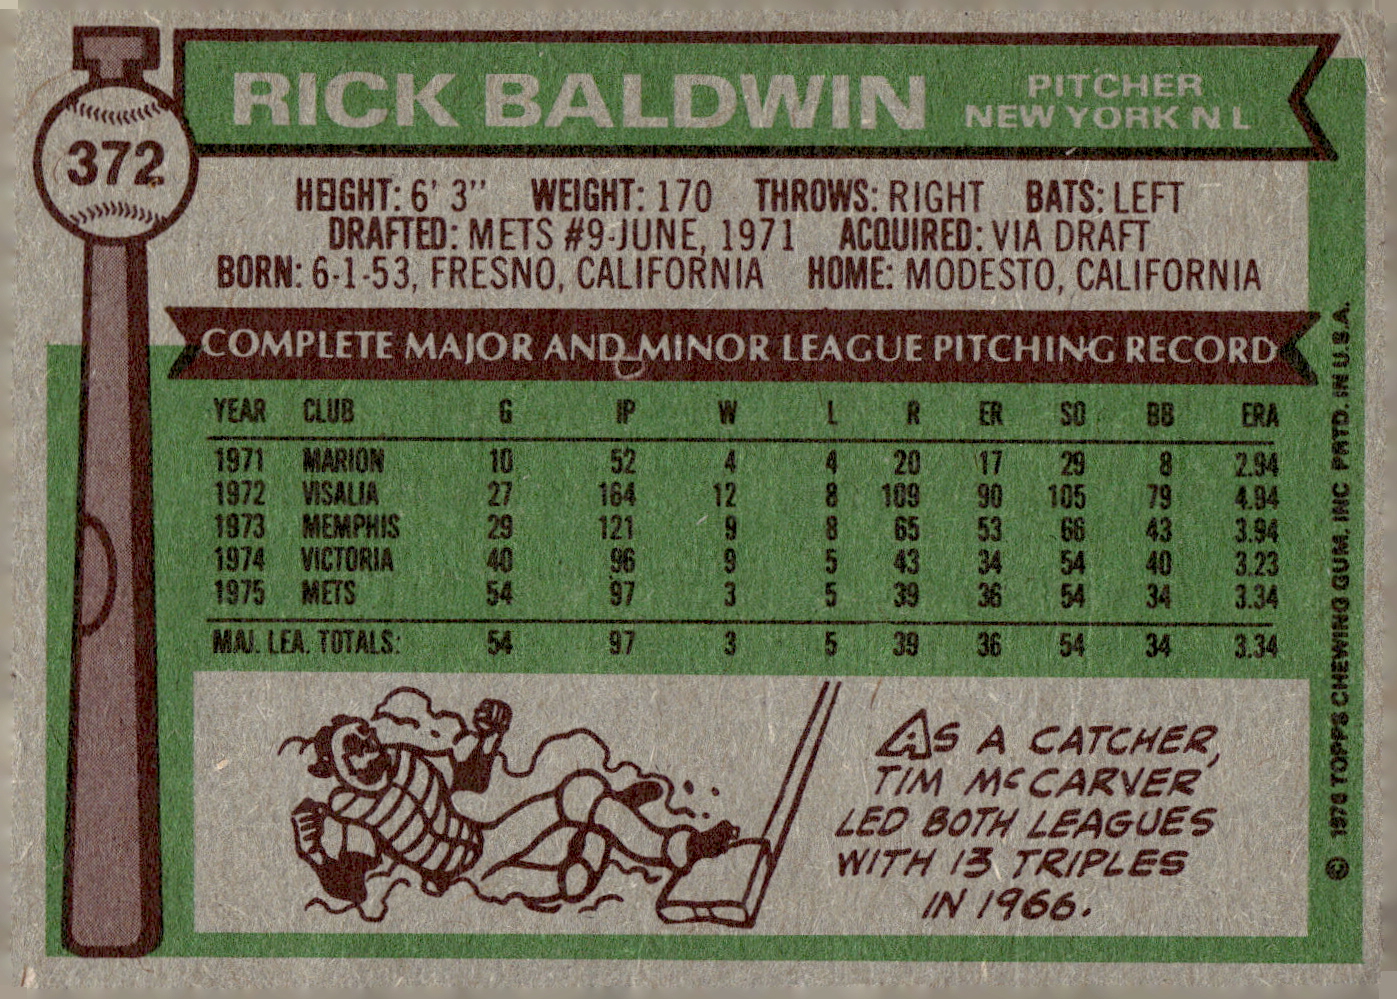 372
RICK BALDWIN
PITCHER
NEW YORK N L
HEIGHT: 6' 3" WEIGHT: 170 THROWS: RIGHT BATS: LEFT
DRAFTED: METS #9-JUNE, 1971 ACQUIRED: VIA DRAFT
BORN: 6-1-53, FRESNO, CALIFORNIA HOME: MODESTO, CALIFORNIA
COMPLETE MAJOR AND MINOR LEAGUE PITCHING RECORD
YEAR CLUB G IP W L R ER SO BB ERA
1971 MARION 10 52 4 4 20 17 29 8 2.94
1972 VISALIA 27 164 12 8 109 90 105 79 4.94
1973 MEMPHIS 29 121 9 8 65 53 66 43 3.94
1974 VICTORIA 40 96 9 5 43 34 54 40 3.23
1975 METS 54 97 3 5 39 36 54 34 3.34
MAJ. LEA. TOTALS: 54 97 3 5 39 36 54 34 3.34
AS A CATCHER,
TIM McCARVER
LED BOTH LEAGUES
WITH 13 TRIPLES
IN 1966.
© 1976 TOPPS CHEWING GUM, INC PRTD. IN U.S.A.